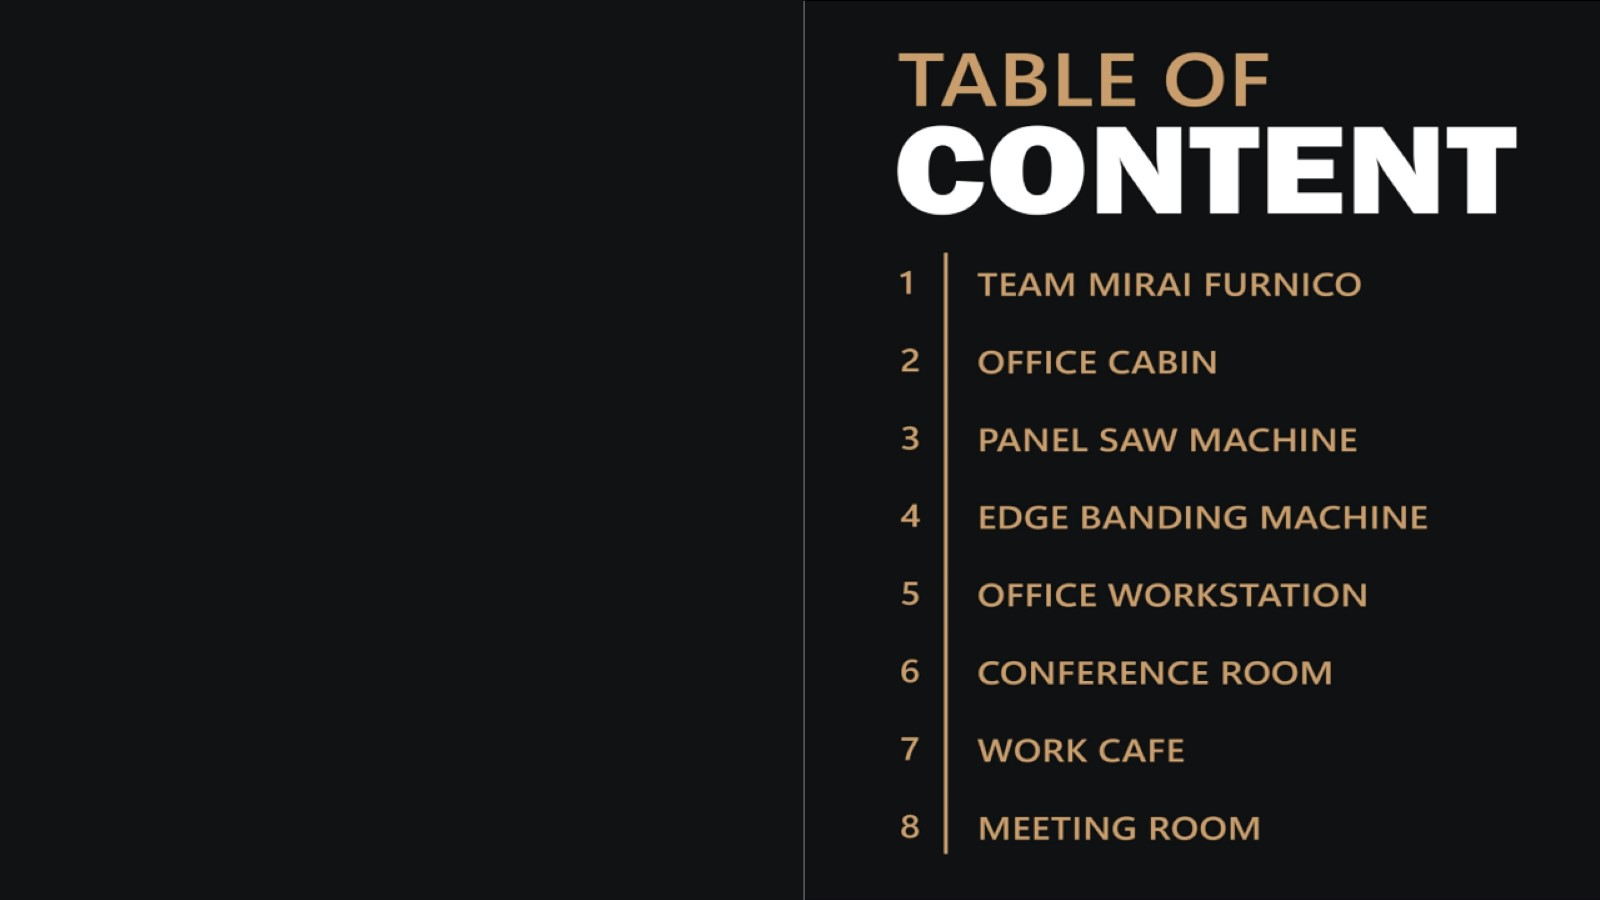 TABLE OF
CONTENT
1 TEAM MIRAI FURNICO
2 OFFICE CABIN
3 PANEL SAW MACHINE
4 EDGE BANDING MACHINE
5 OFFICE WORKSTATION
6 CONFERENCE ROOM
7 WORK CAFE
8 MEETING ROOM